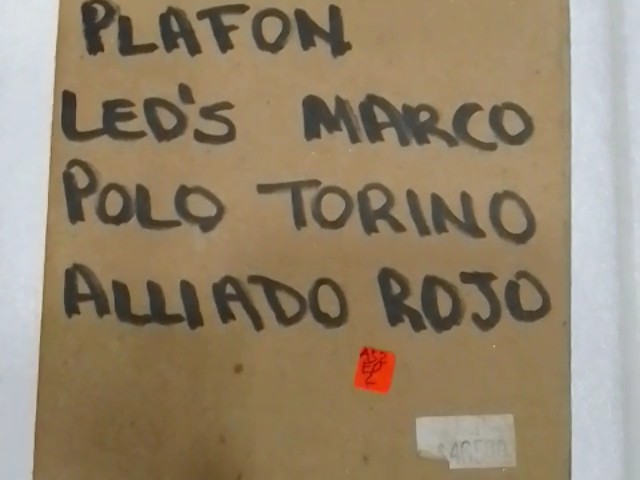 PLAFON
LED'S MARCO
POLO TORINO
ALLIADO ROJO